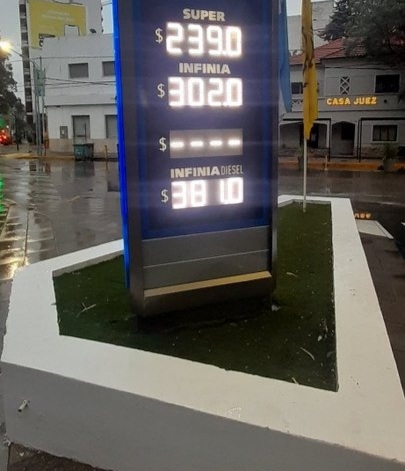 SUPER
$ 239.0
INFINIA
$ 302.0
$ ----
INFINIA DIESEL
$ 381.0
CASA JUEZ